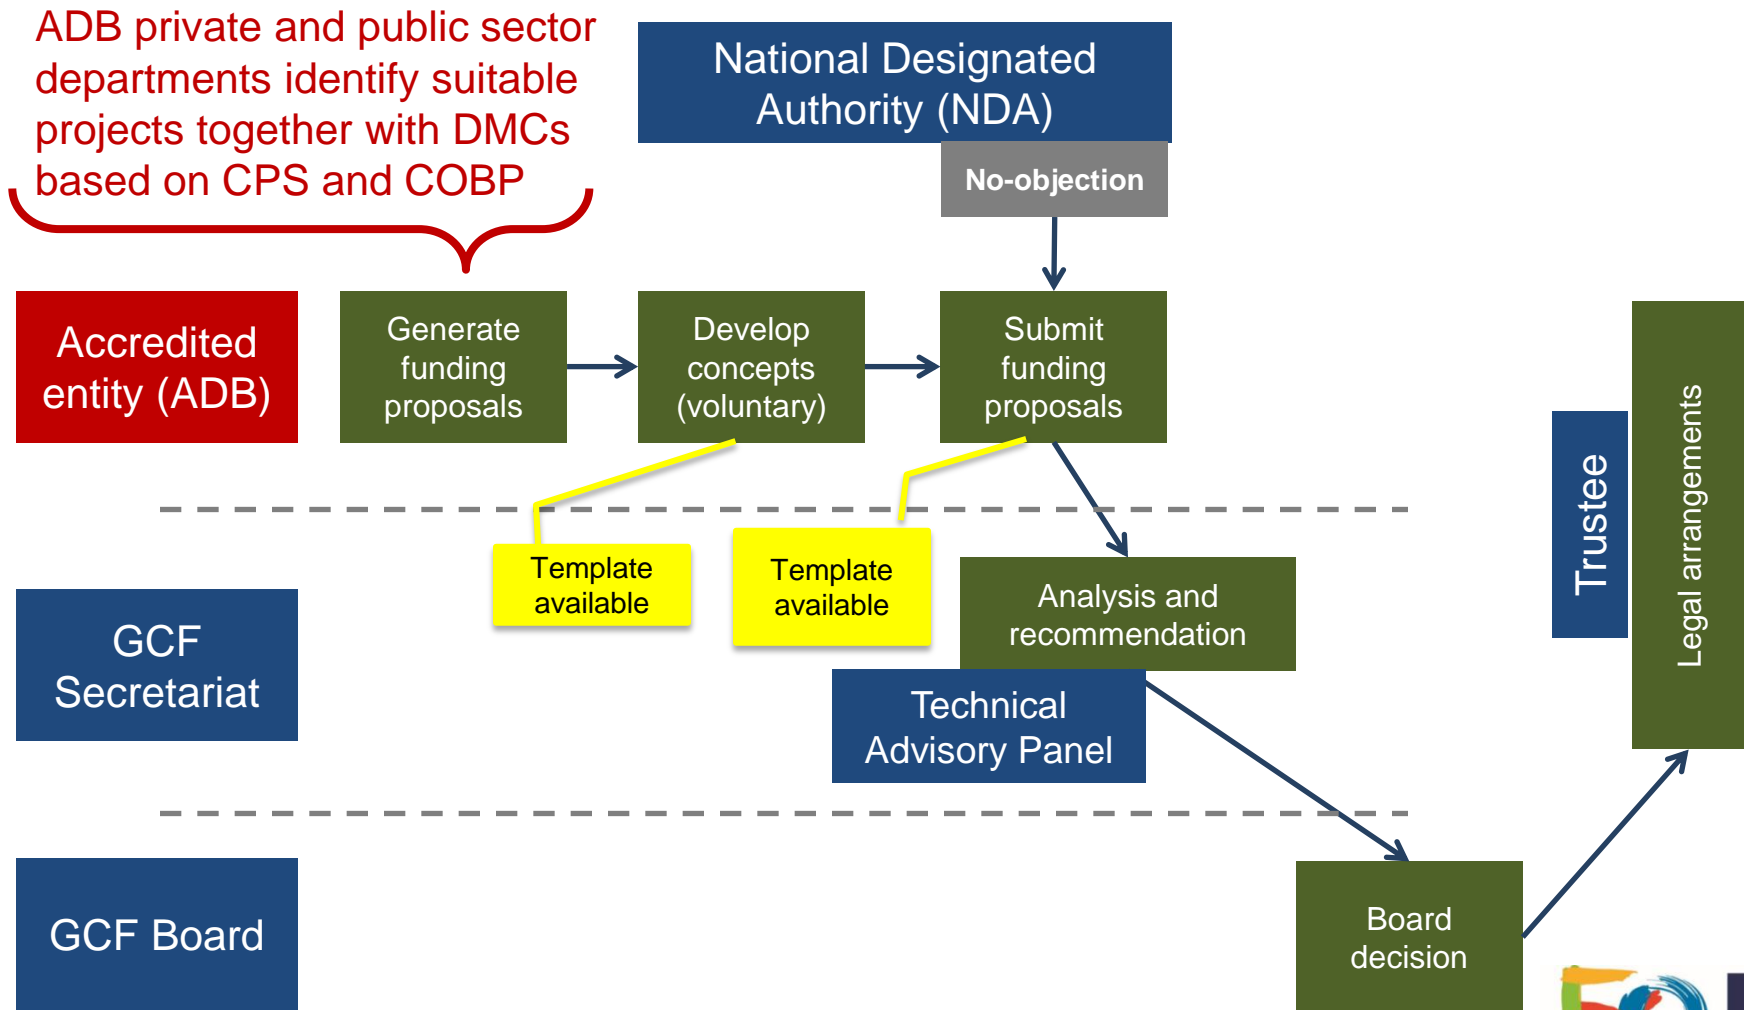 ADB private and public sector
departments identify suitable
projects together with DMCs
based on CPS and COBP
National Designated
Authority (NDA)
No-objection
Accredited
entity (ADB)
Generate
funding
proposals
Develop
concepts
(voluntary)
Submit
funding
proposals
Template
available
Template
available
Analysis and
recommendation
GCF
Secretariat
Technical
Advisory Panel
Trustee
Legal arrangements
GCF Board
Board
decision